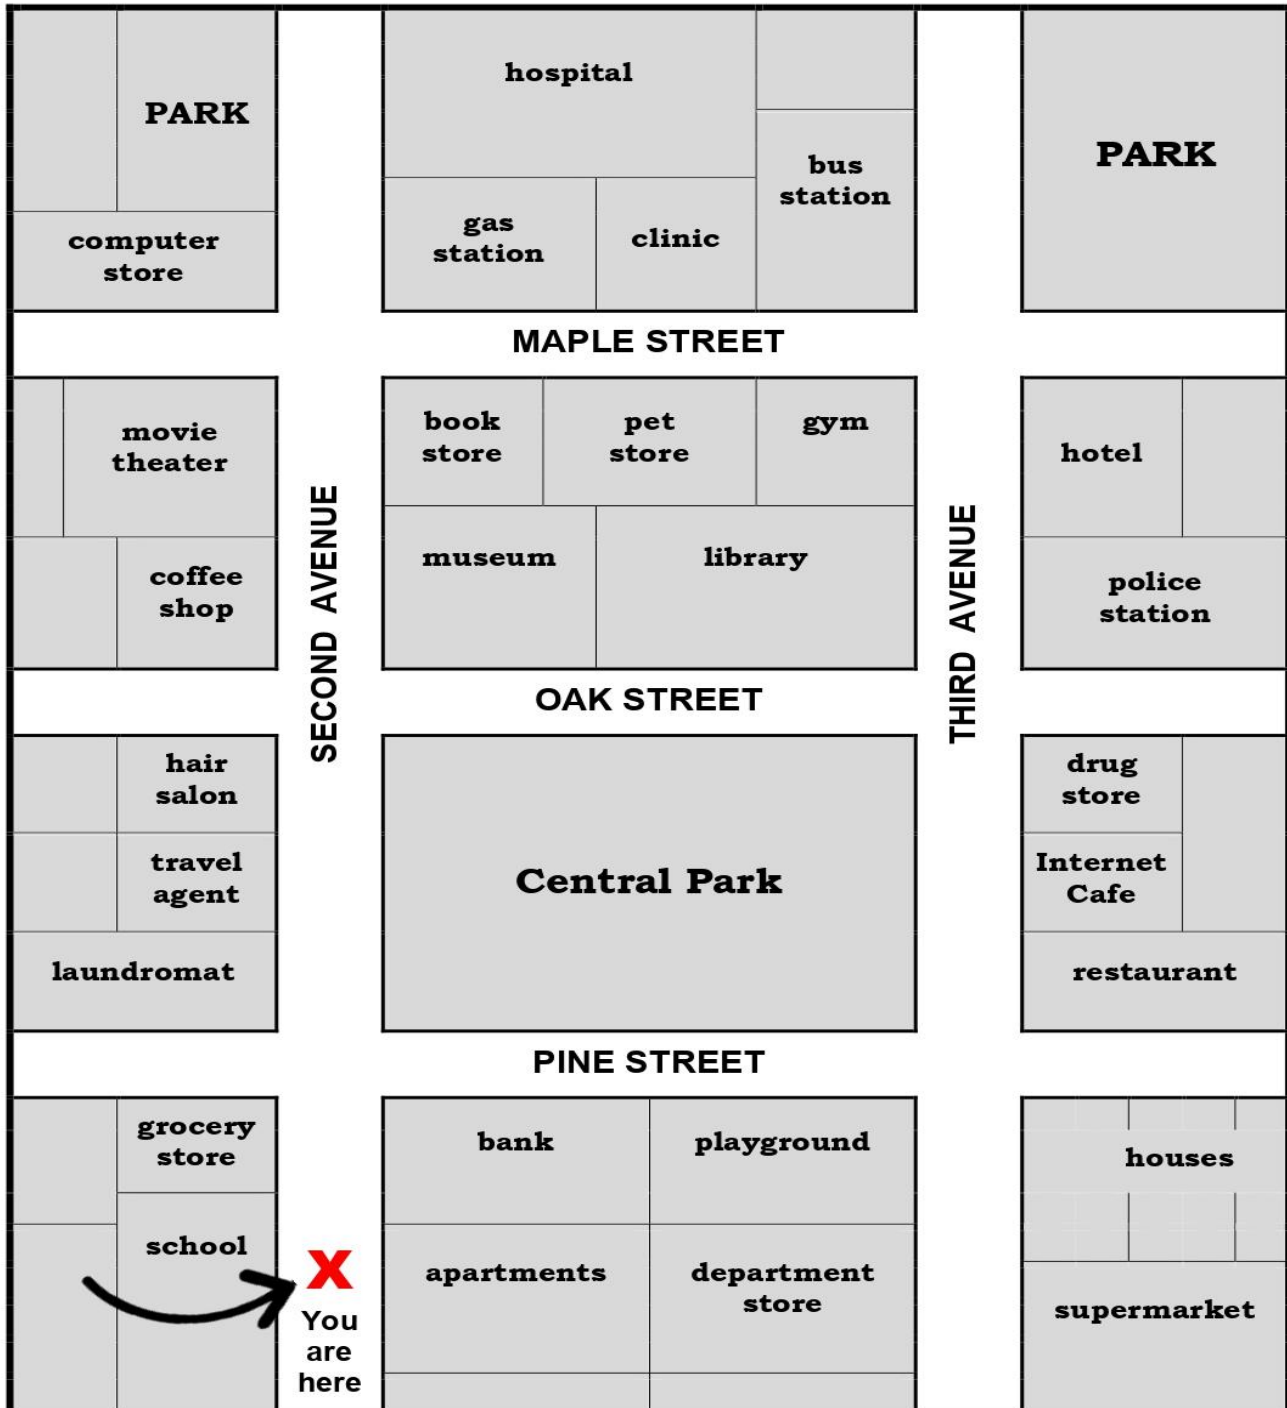 hospital
PARK
PARK
bus
station
gas
station
clinic
computer
store
MAPLE STREET
movie
theater
book
store
pet
store
gym
hotel
SECOND AVENUE
THIRD AVENUE
coffee
shop
museum
library
police
station
OAK STREET
hair
salon
drug
store
travel
agent
Central Park
Internet
Cafe
laundromat
restaurant
PINE STREET
grocery
store
bank
playground
houses
school
X
You
are
here
apartments
department
store
supermarket